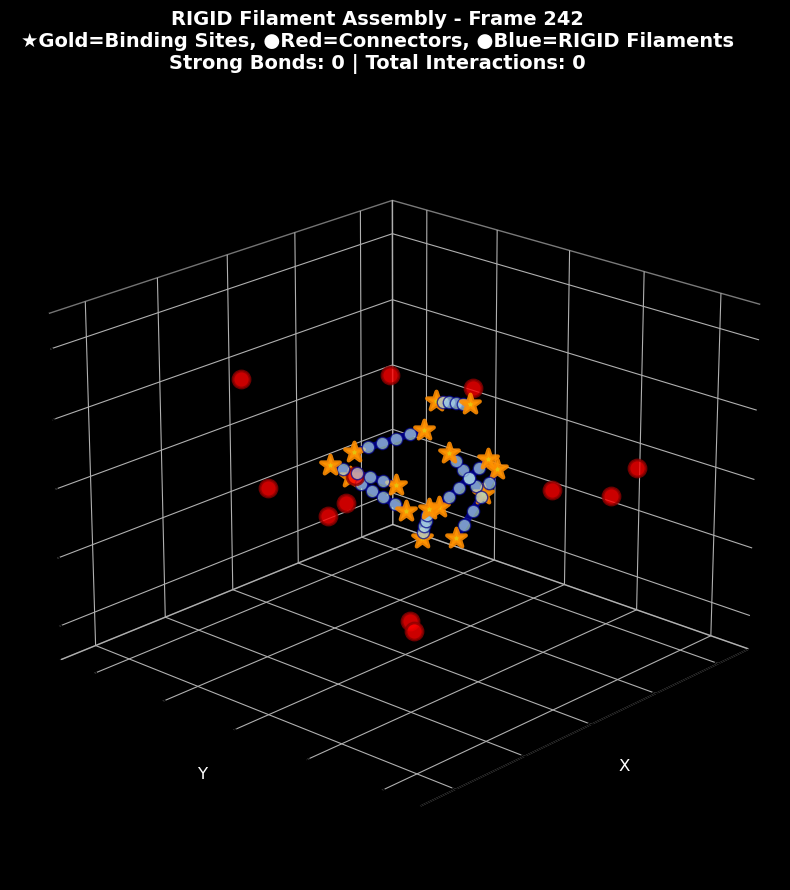 RIGID Filament Assembly - Frame 242
★Gold=Binding Sites, ●Red=Connectors, ●Blue=RIGID Filaments
Strong Bonds: 0 | Total Interactions: 0
Y
X